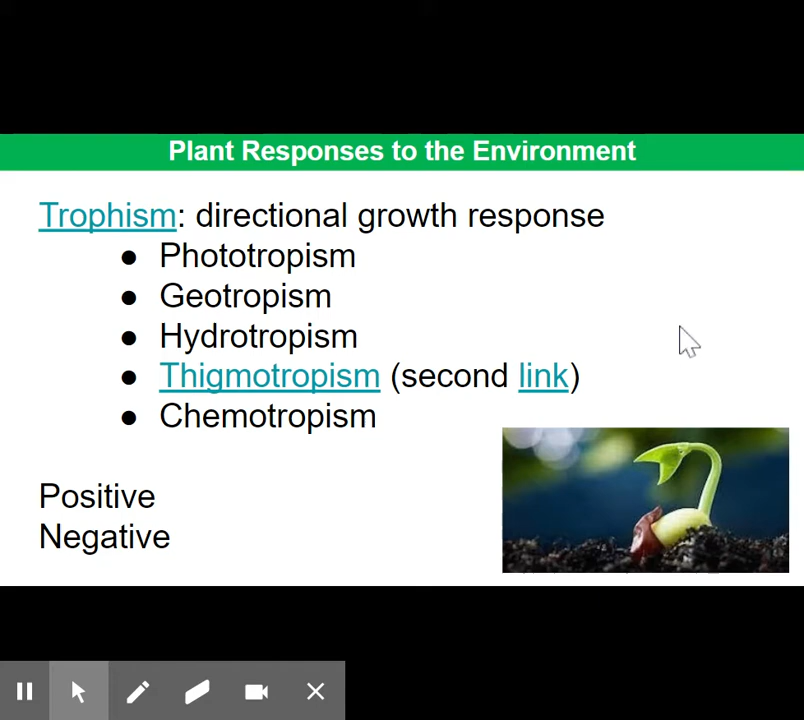 Plant Responses to the Environment
Trophism: directional growth response
● Phototropism
● Geotropism
● Hydrotropism
● Thigmotropism (second link)
● Chemotropism
Positive
Negative